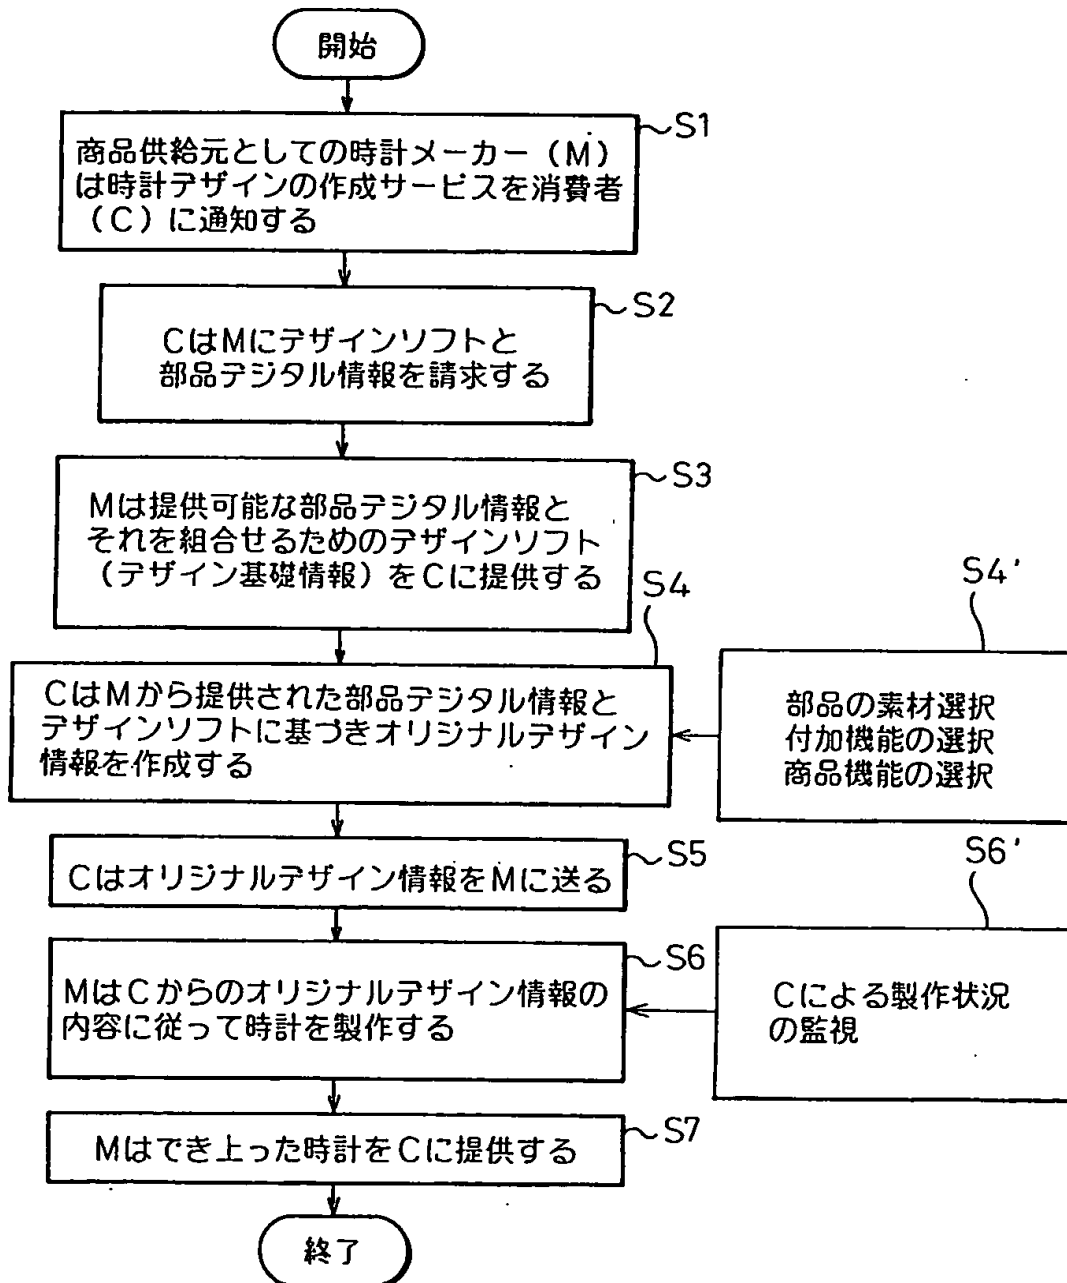 開始
S1
商品供給元としての時計メーカー(M)
は時計デザインの作成サービスを消費者
(C)に通知する
S2
CはMにデザインソフトと
部品デジタル情報を請求する
S3
Mは提供可能な部品デジタル情報と
それを組合せるためのデザインソフト
(デザイン基礎情報)をCに提供する
S4
CはMから提供された部品デジタル情報と
デザインソフトに基づきオリジナルデザイン
情報を作成する
S4'
部品の素材選択
付加機能の選択
商品機能の選択
S5
Cはオリジナルデザイン情報をMに送る
S6
MはCからのオリジナルデザイン情報の
内容に従って時計を製作する
S6'
Cによる製作状況
の監視
S7
Mはでき上った時計をCに提供する
終了